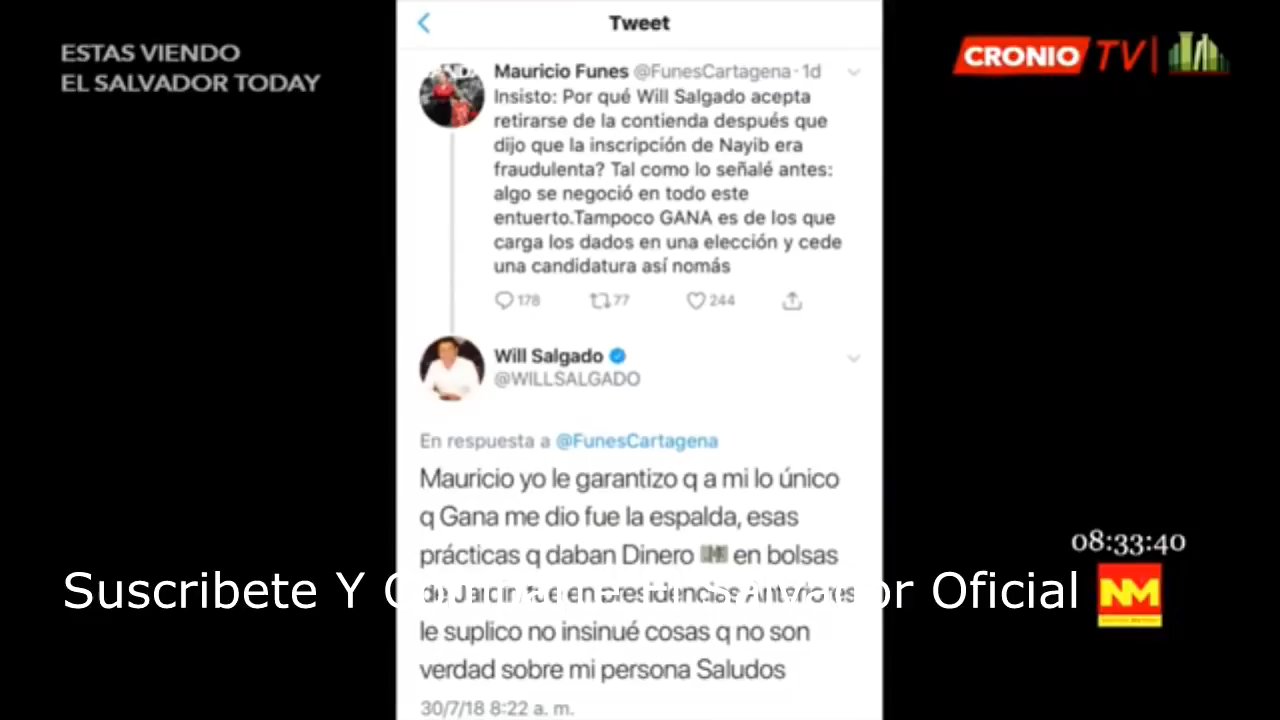 ESTAS VIENDO
EL SALVADOR TODAY
Tweet
CRONIO TV
Mauricio Funes @FunesCartagena · 1d
Insisto: Por qué Will Salgado acepta
retirarse de la contienda después que
dijo que la inscripción de Nayib era
fraudulenta? Tal como lo señalé antes:
algo se negoció en todo este
entuerto.Tampoco GANA es de los que
carga los dados en una elección y cede
una candidatura así nomás
178 77 244
Will Salgado
@WILLSALGADO
En respuesta a @FunesCartagena
Mauricio yo le garantizo q a mi lo único
q Gana me dio fue la espalda, esas
prácticas q daban Dinero en bolsas
fue en presidencias Anteriores
le suplico no insinué cosas q no son
verdad sobre mi persona Saludos
30/7/18 8:22 a. m.
08:33:40
Suscribete Y Oficial
NM